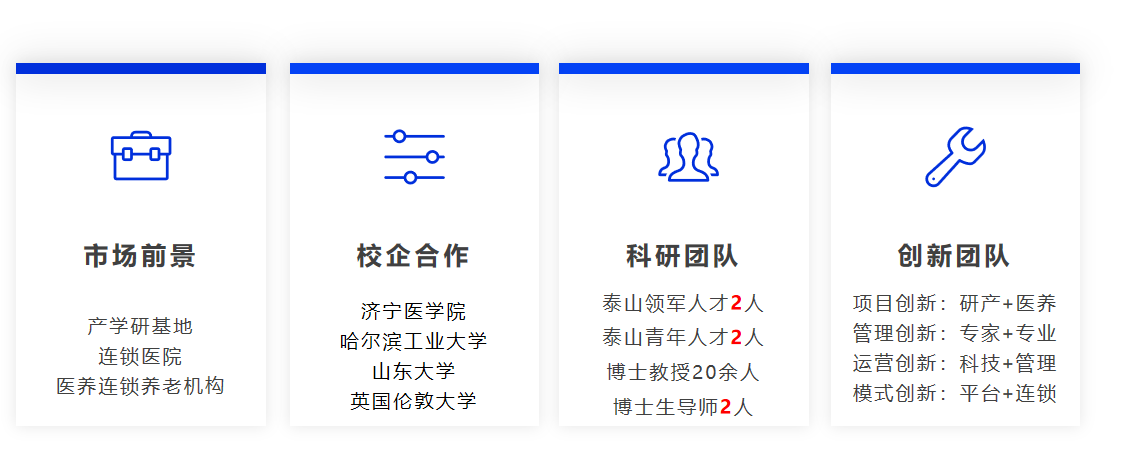 市场前景
产学研基地
连锁医院
医养连锁养老机构
校企合作
济宁医学院
哈尔滨工业大学
山东大学
英国伦敦大学
科研团队
泰山领军人才2人
泰山青年人才2人
博士教授20余人
博士生导师2人
创新团队
项目创新：研产+医养
管理创新：专家+专业
运营创新：科技+管理
模式创新：平台+连锁